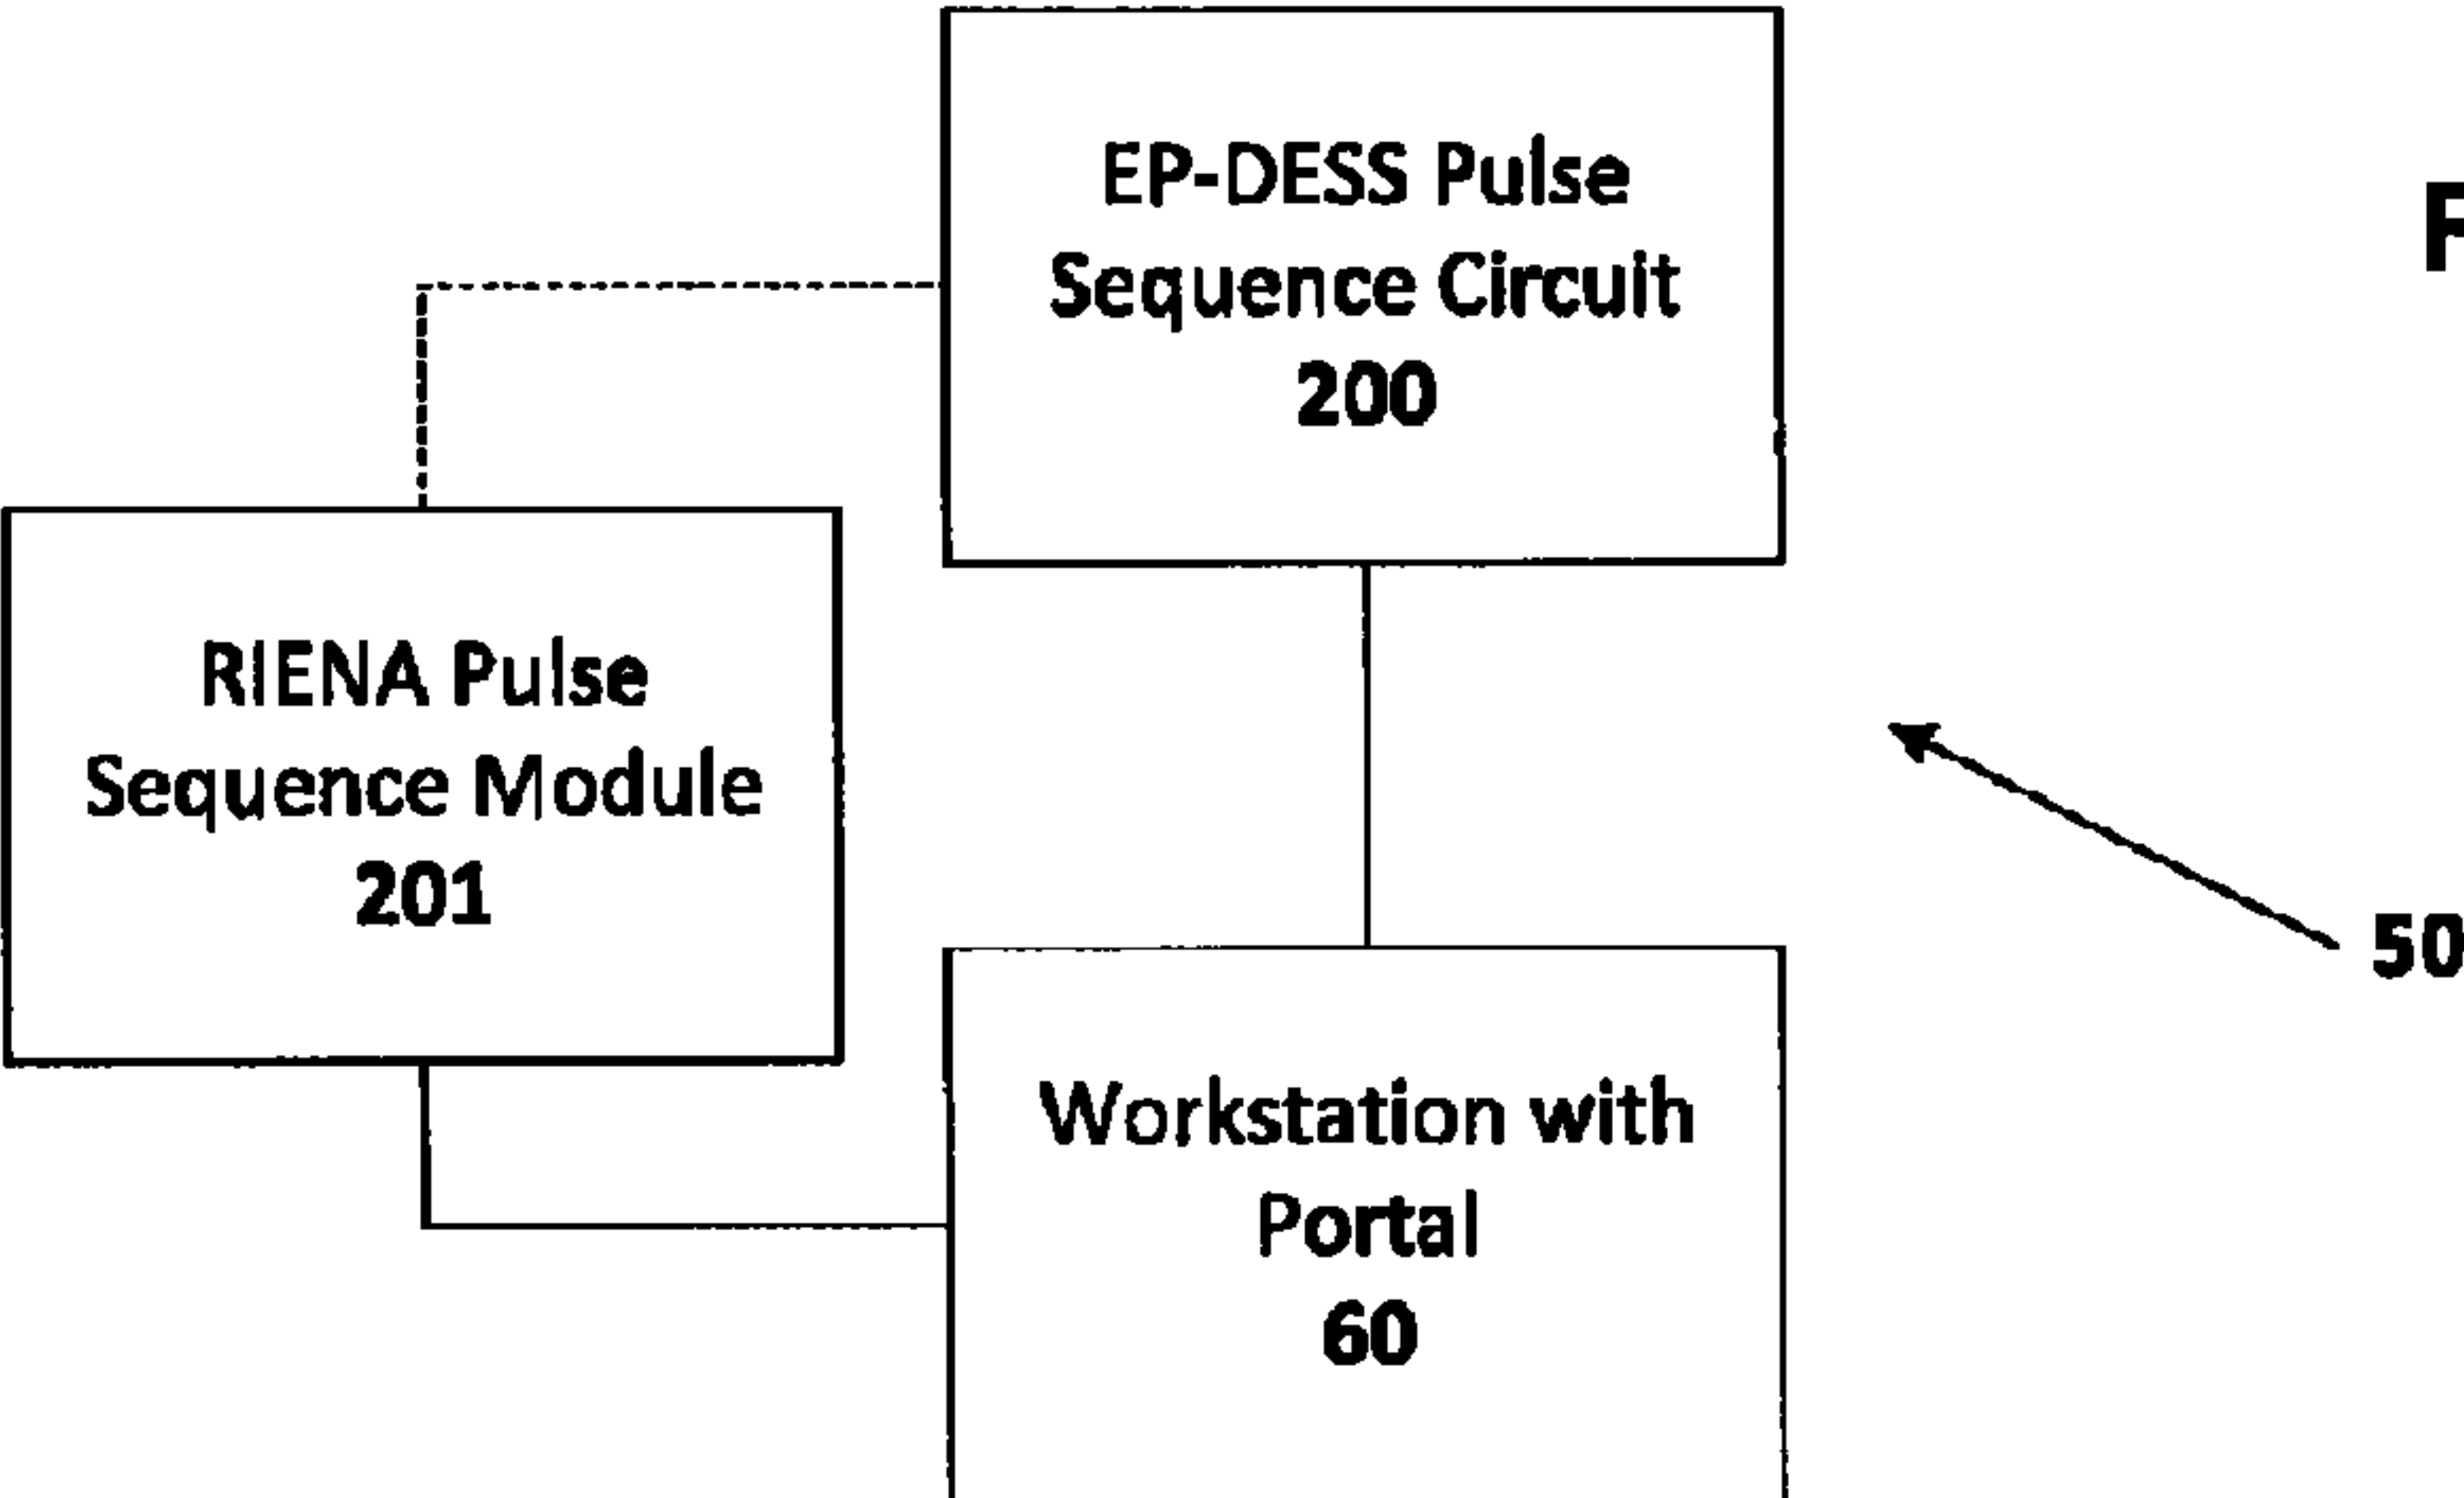 EP-DESS Pulse
Sequence Circuit
200
RIENA Pulse
Sequence Module
201
50
Workstation with
Portal
60